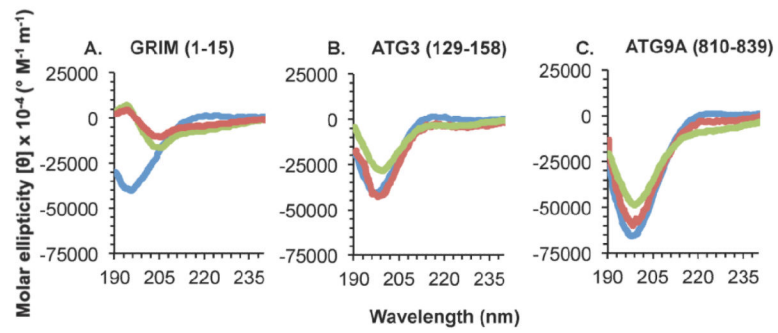 A. GRIM (1-15) B. ATG3 (129-158) C. ATG9A (810-839)
Molar ellipticity [θ] x 10⁻⁴ (° M⁻¹ m⁻¹)
25000 25000 25000
0 0 0
-25000 -25000 -25000
-50000 -50000 -50000
-75000 -75000 -75000
190 205 220 235 190 205 220 235 190 205 220 235
Wavelength (nm)